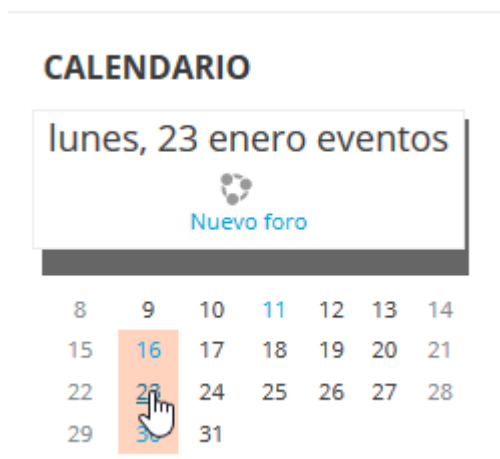 CALENDARIO
lunes, 23 enero eventos
Nuevo foro
8 9 10 11 12 13 14
15 16 17 18 19 20 21
22 23 24 25 26 27 28
29 30 31